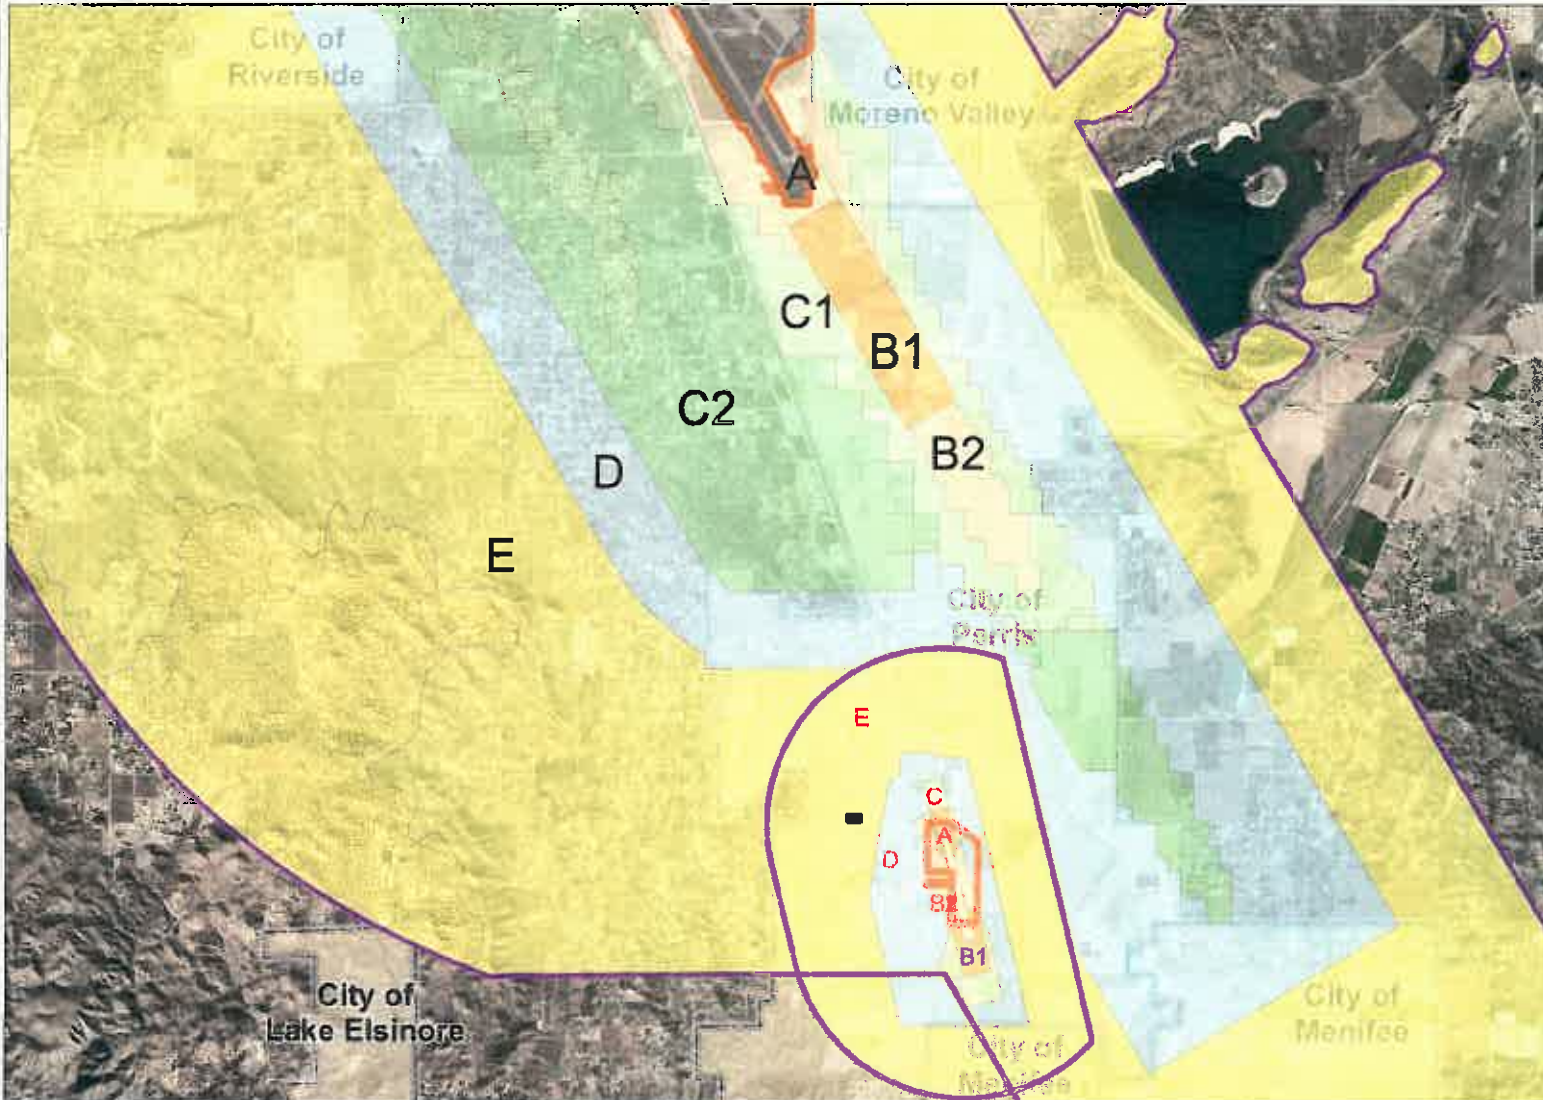 City of
Riverside
City of
Moreno Valley
A
C1
B1
C2
B2
D
E
City of
Perris
E
C
A
D
B2
B1
City of
Lake Elsinore
City of
Menifee
City of
Menifee